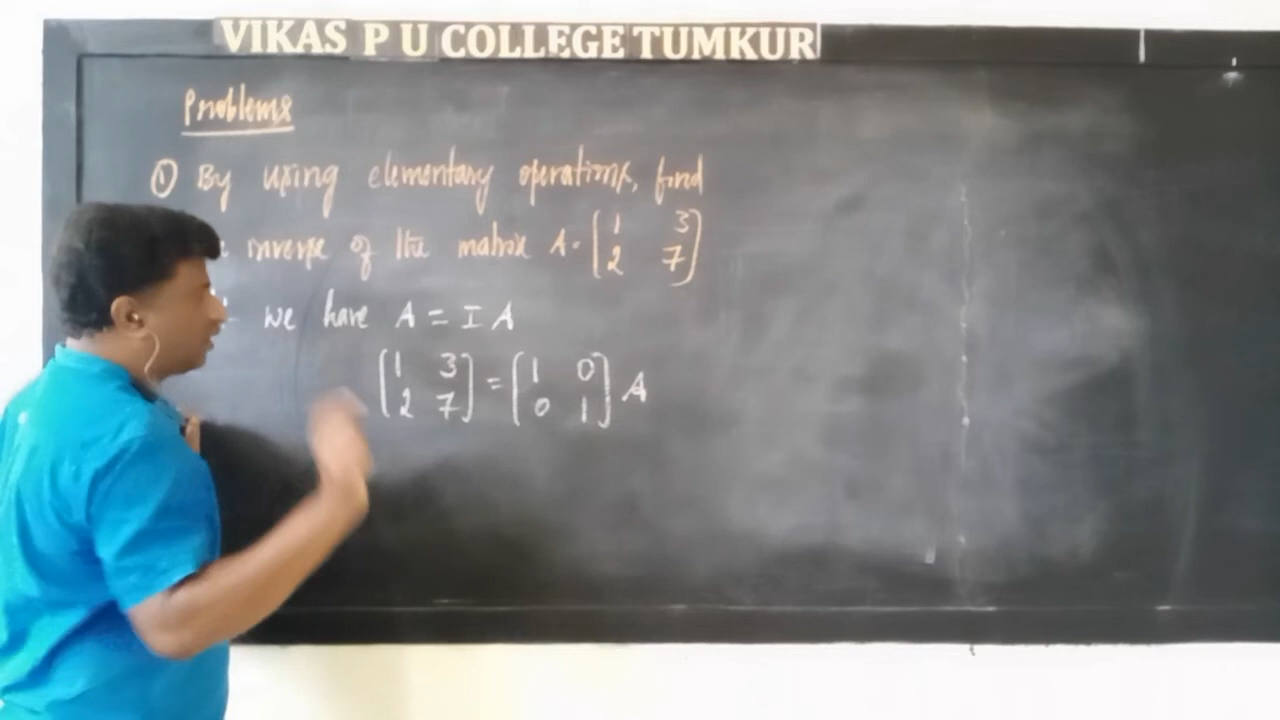 VIKAS P U COLLEGE TUMKUR
Problems
① By using elementary operations, find
inverse of the matrix A = [1 3
2 7]
we have A = I A
[1 3
2 7] = [1 0
0 1] A